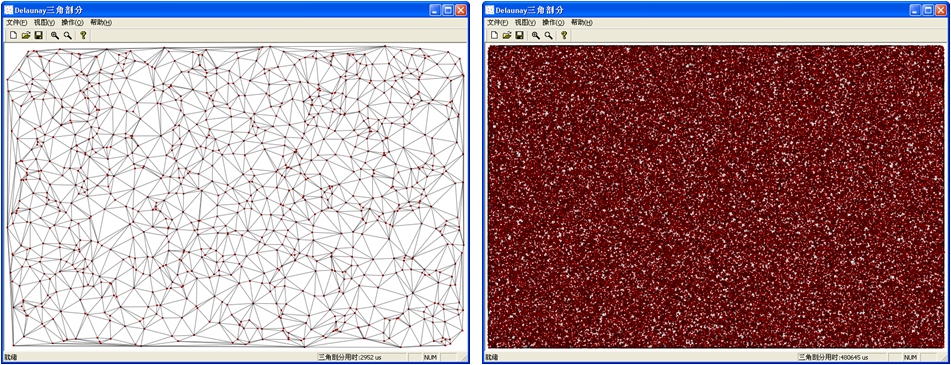 Delaunay三角剖分
文件(F) 视图(V) 操作(O) 帮助(H)
就绪 三角剖分用时:2952 us NUM
Delaunay三角剖分
文件(F) 视图(V) 操作(O) 帮助(H)
就绪 三角剖分用时:480645 us NUM